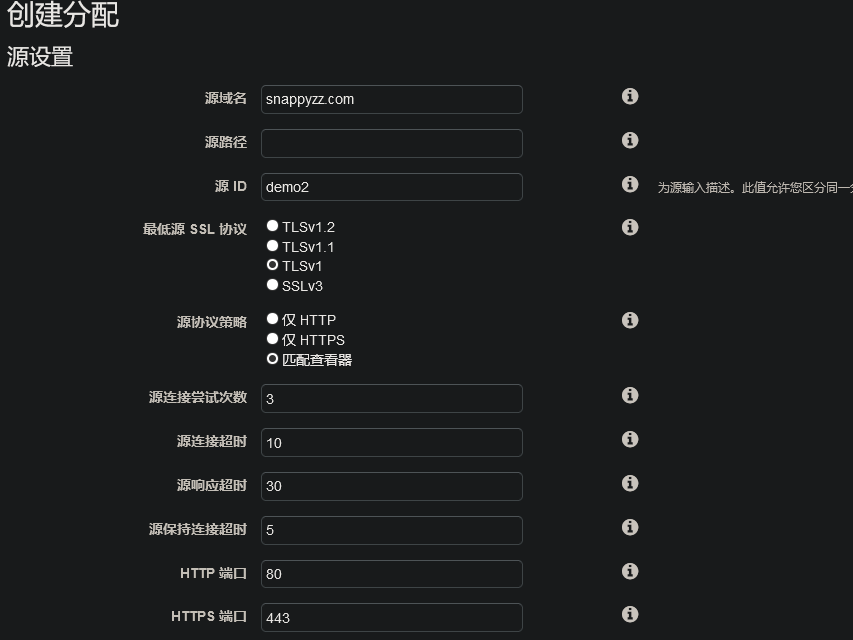 创建分配
源设置
源域名 snappyzz.com
源路径
源 ID demo2 为源输入描述。此值允许您区分同一
最低源 SSL 协议 TLSv1.2
TLSv1.1
TLSv1
SSLv3
源协议策略 仅 HTTP
仅 HTTPS
匹配查看器
源连接尝试次数 3
源连接超时 10
源响应超时 30
源保持连接超时 5
HTTP 端口 80
HTTPS 端口 443